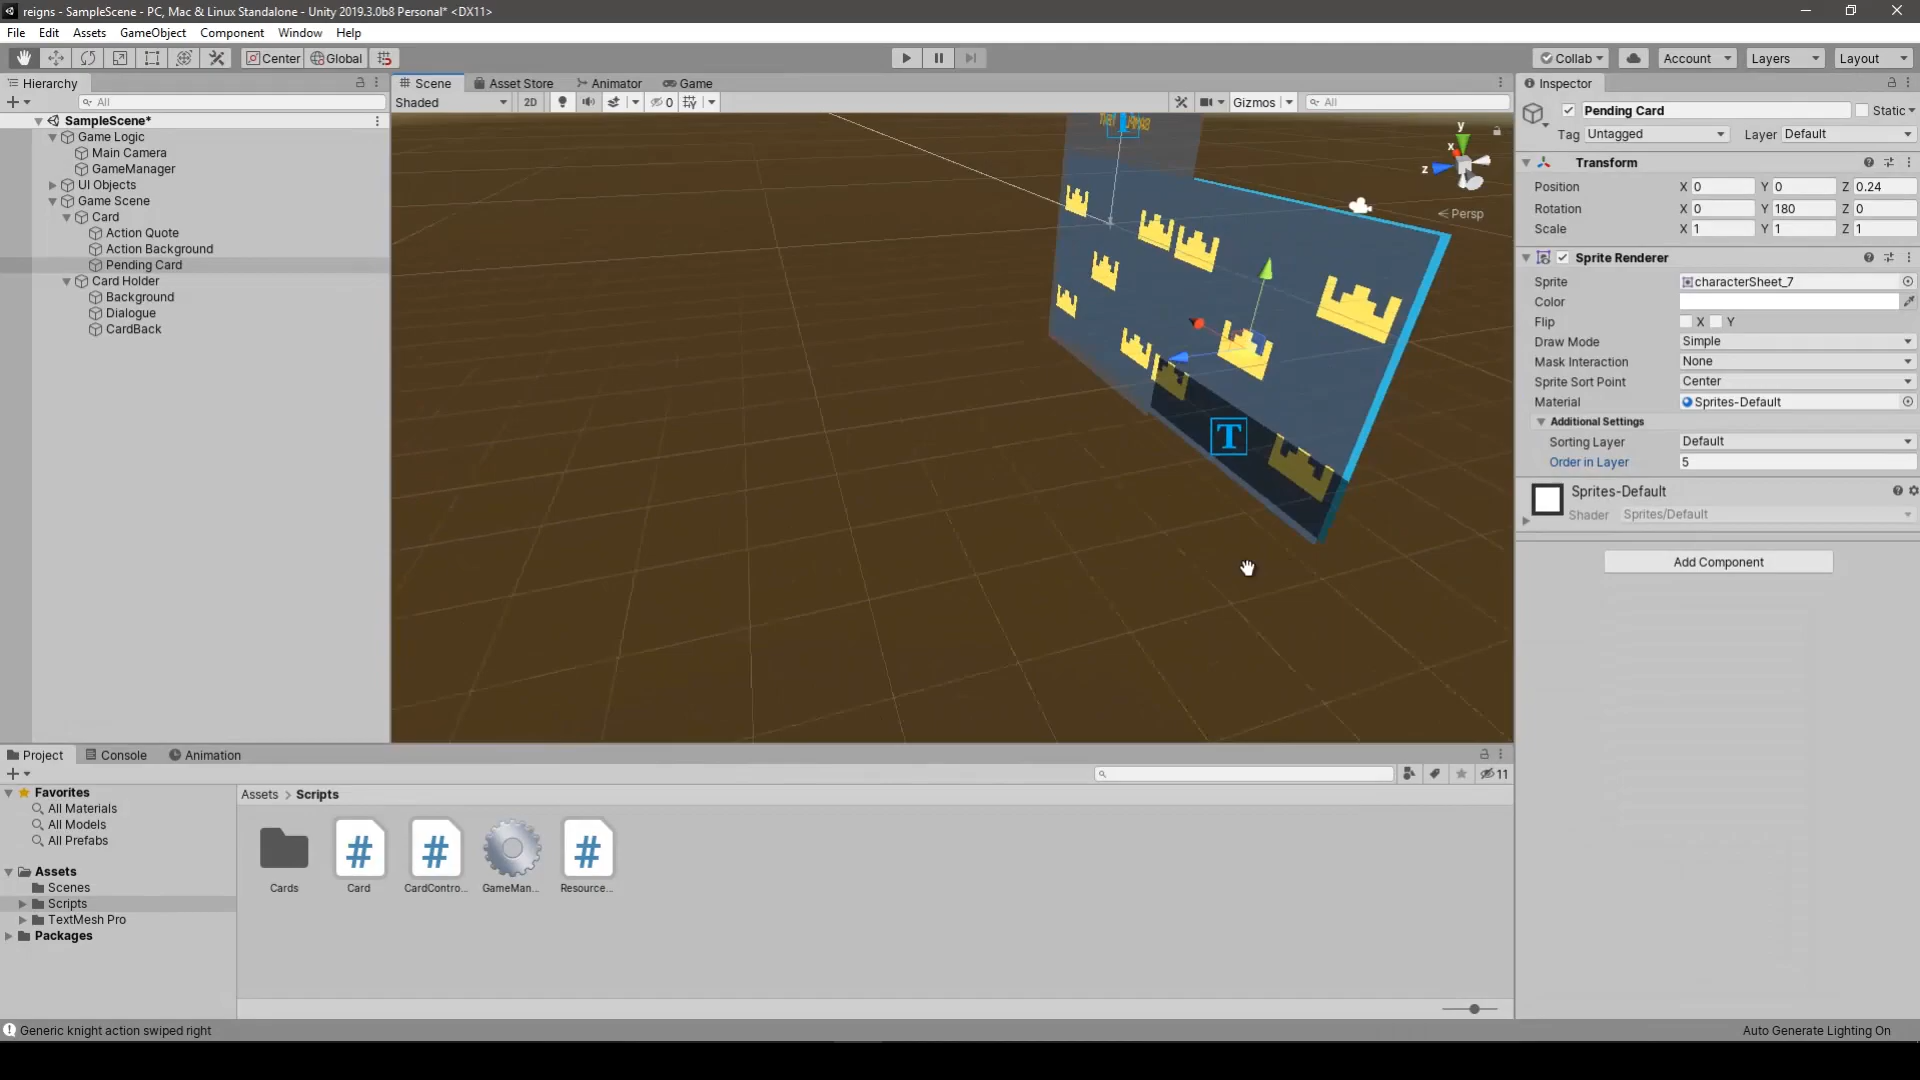 reigns - SampleScene - PC, Mac & Linux Standalone - Unity 2019.3.0b8 Personal* <DX11>
File Edit Assets GameObject Component Window Help
Center Global Collab Account Layers Layout
Hierarchy
All
SampleScene*
Game Logic
Main Camera
GameManager
UI Objects
Game Scene
Card
Action Quote
Action Background
Pending Card
Card Holder
Background
Dialogue
CardBack
Scene Asset Store Animator Game
Shaded 2D 0 Gizmos All
y
x
z
Persp
T
Inspector
Pending Card Static
Tag Untagged Layer Default
Transform
Position X 0 Y 0 Z 0.24
Rotation X 0 Y 180 Z 0
Scale X 1 Y 1 Z 1
Sprite Renderer
Sprite characterSheet_7
Color
Flip X Y
Draw Mode Simple
Mask Interaction None
Sprite Sort Point Center
Material Sprites-Default
Additional Settings
Sorting Layer Default
Order in Layer 5
Sprites-Default
Shader Sprites/Default
Add Component
Project Console Animation
11
Favorites
All Materials
All Models
All Prefabs
Assets
Scenes
Scripts
TextMesh Pro
Packages
Assets > Scripts
# # #
Cards Card CardContro... GameMan... Resource...
Generic knight action swiped right
Auto Generate Lighting On